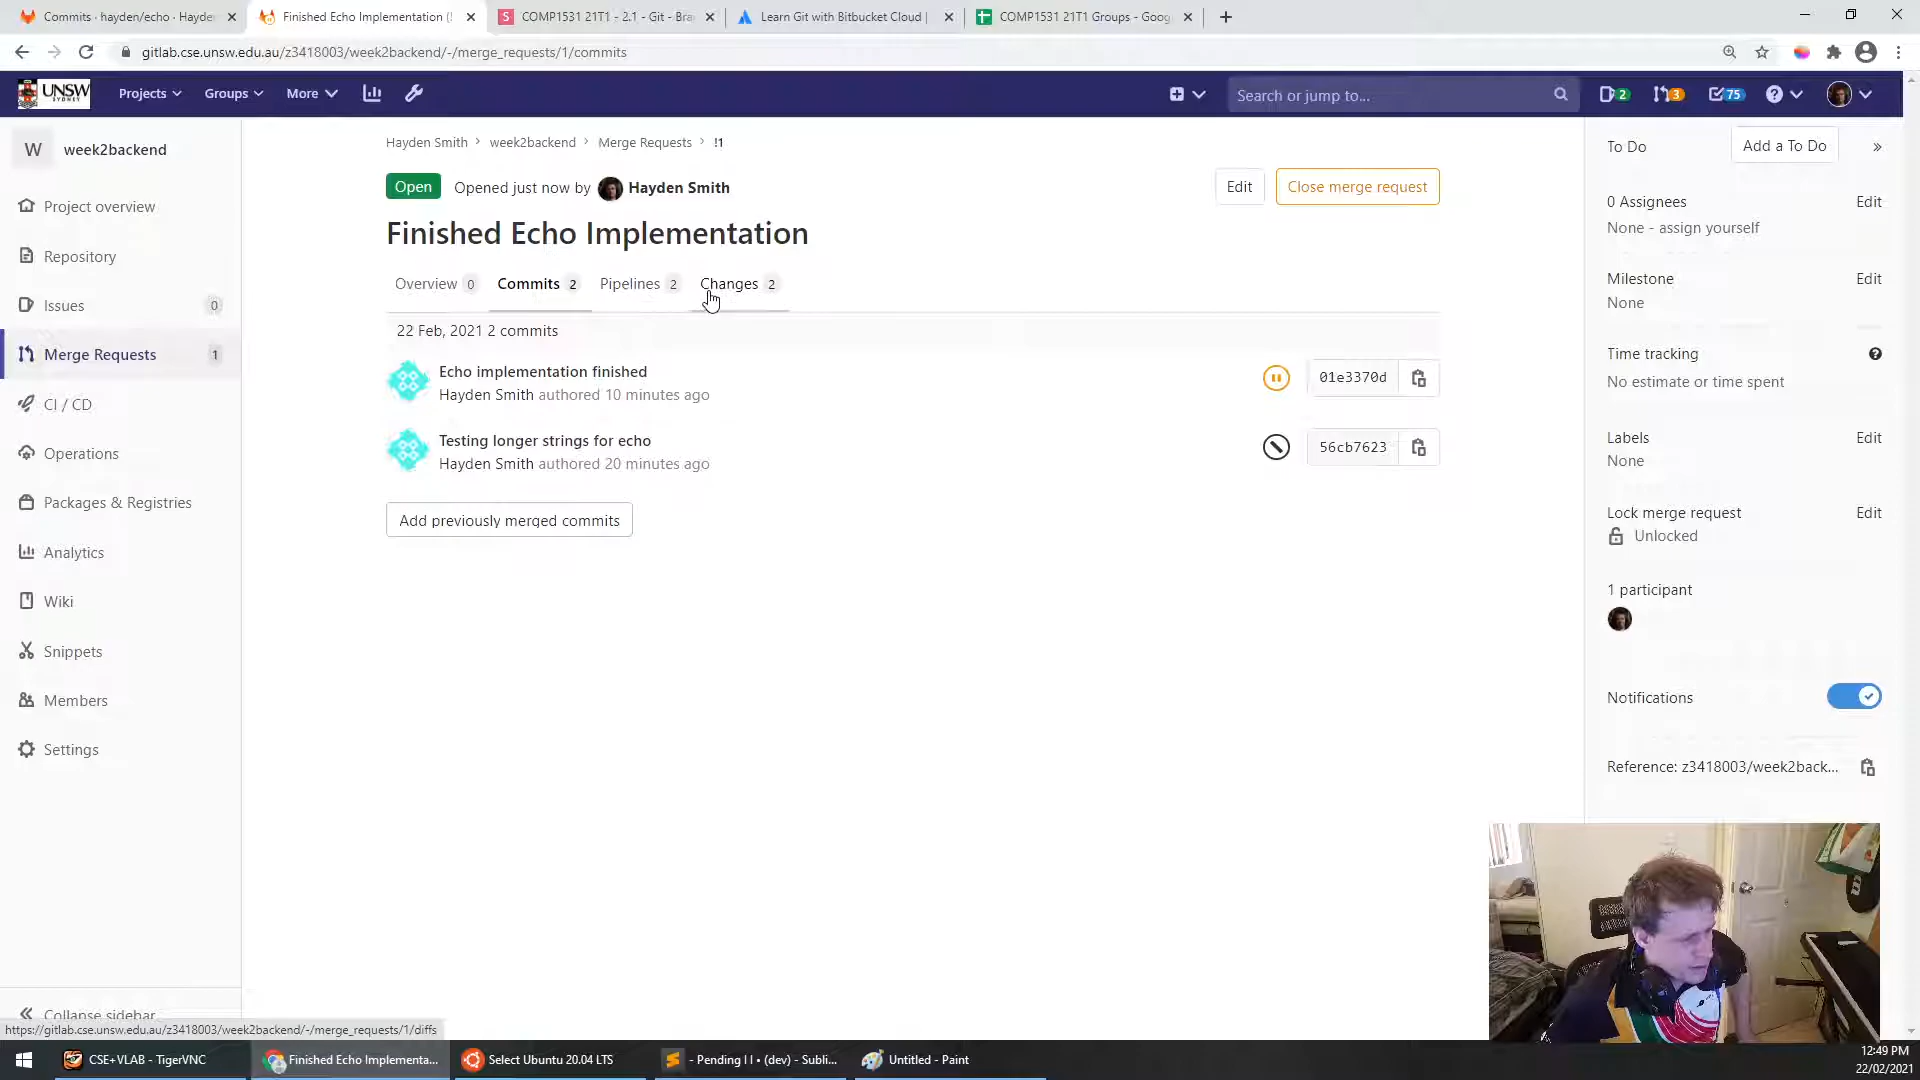 Commits · hayden/echo · Hayde
Finished Echo Implementation (!
COMP1531 21T1 - 2.1 - Git - Bra
Learn Git with Bitbucket Cloud |
COMP1531 21T1 Groups - Goog
gitlab.cse.unsw.edu.au/z3418003/week2backend/-/merge_requests/1/commits
UNSW
SYDNEY
Projects
Groups
More
Search or jump to...
2
3
75
W
week2backend
Project overview
Repository
Issues 0
Merge Requests 1
CI / CD
Operations
Packages & Registries
Analytics
Wiki
Snippets
Members
Settings
Collapse sidebar
Hayden Smith > week2backend > Merge Requests > !1
Open Opened just now by Hayden Smith
Edit
Close merge request
Finished Echo Implementation
Overview 0 Commits 2 Pipelines 2 Changes 2
22 Feb, 2021 2 commits
Echo implementation finished
Hayden Smith authored 10 minutes ago
01e3370d
Testing longer strings for echo
Hayden Smith authored 20 minutes ago
56cb7623
Add previously merged commits
To Do
Add a To Do
»
0 Assignees Edit
None - assign yourself
Milestone Edit
None
Time tracking
No estimate or time spent
Labels Edit
None
Lock merge request Edit
Unlocked
1 participant
Notifications
Reference: z3418003/week2back...
https://gitlab.cse.unsw.edu.au/z3418003/week2backend/-/merge_requests/1/diffs
CSE+VLAB - TigerVNC
Finished Echo Implementa...
Select Ubuntu 20.04 LTS
- Pending I I • (dev) - Subli...
Untitled - Paint
12:49 PM
22/02/2021